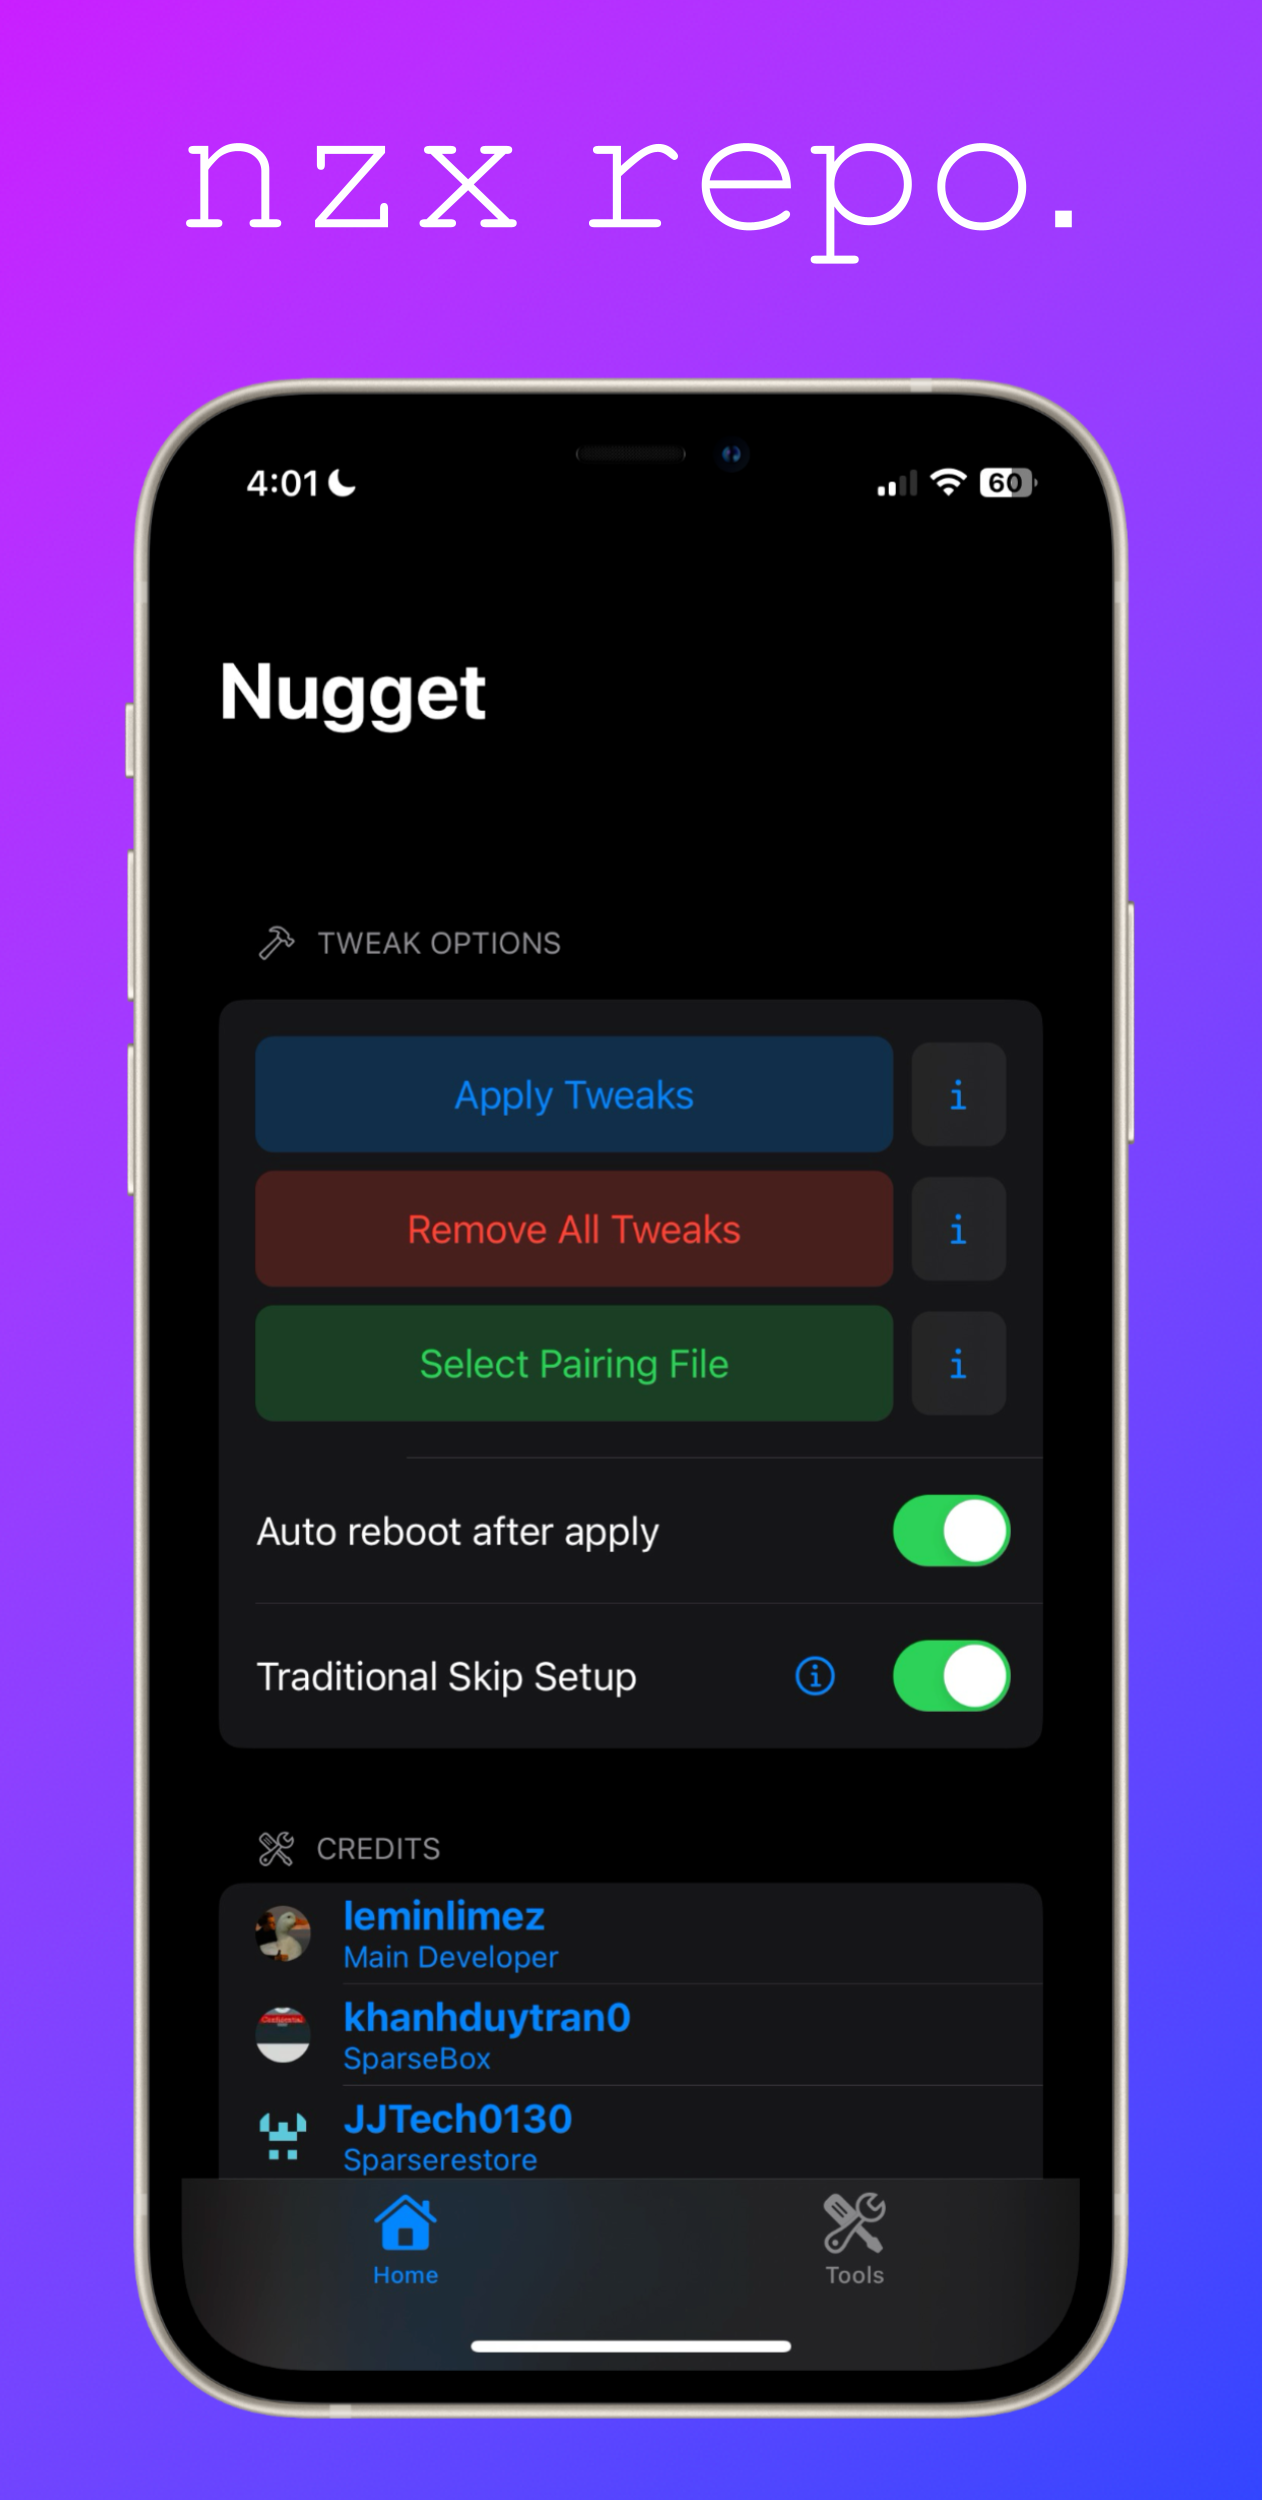 nzx repo.
4:01
60
Nugget
TWEAK OPTIONS
Apply Tweaks
i
Remove All Tweaks
i
Select Pairing File
i
Auto reboot after apply
Traditional Skip Setup
i
CREDITS
leminlimez
Main Developer
khanhduytran0
SparseBox
JJTech0130
Sparserestore
Home
Tools